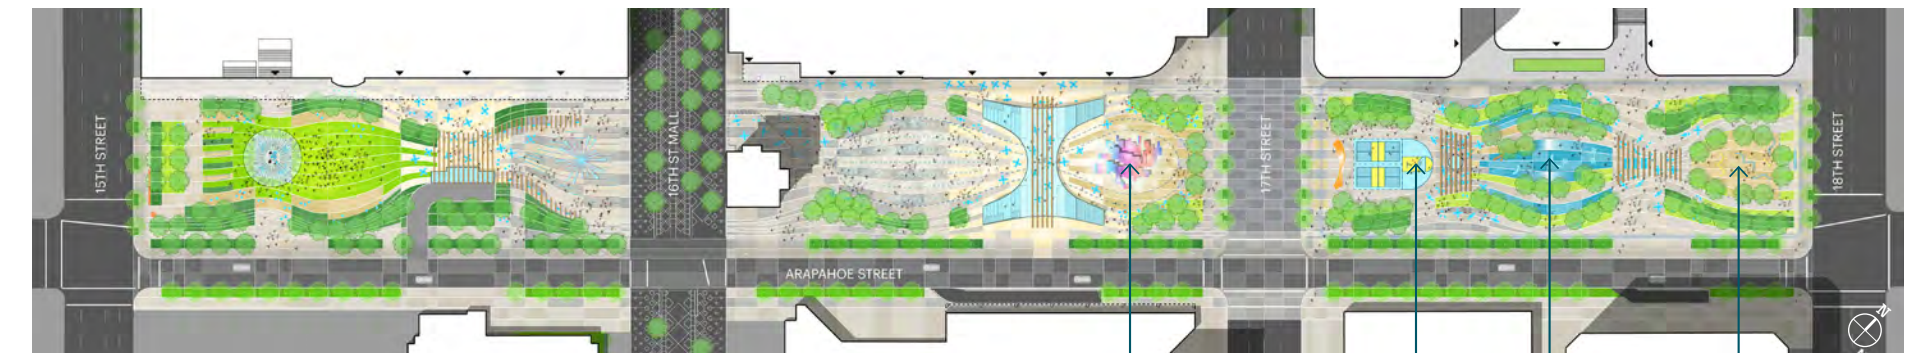 15TH STREET
16TH ST MALL
17TH STREET
18TH STREET
ARAPAHOE STREET
N